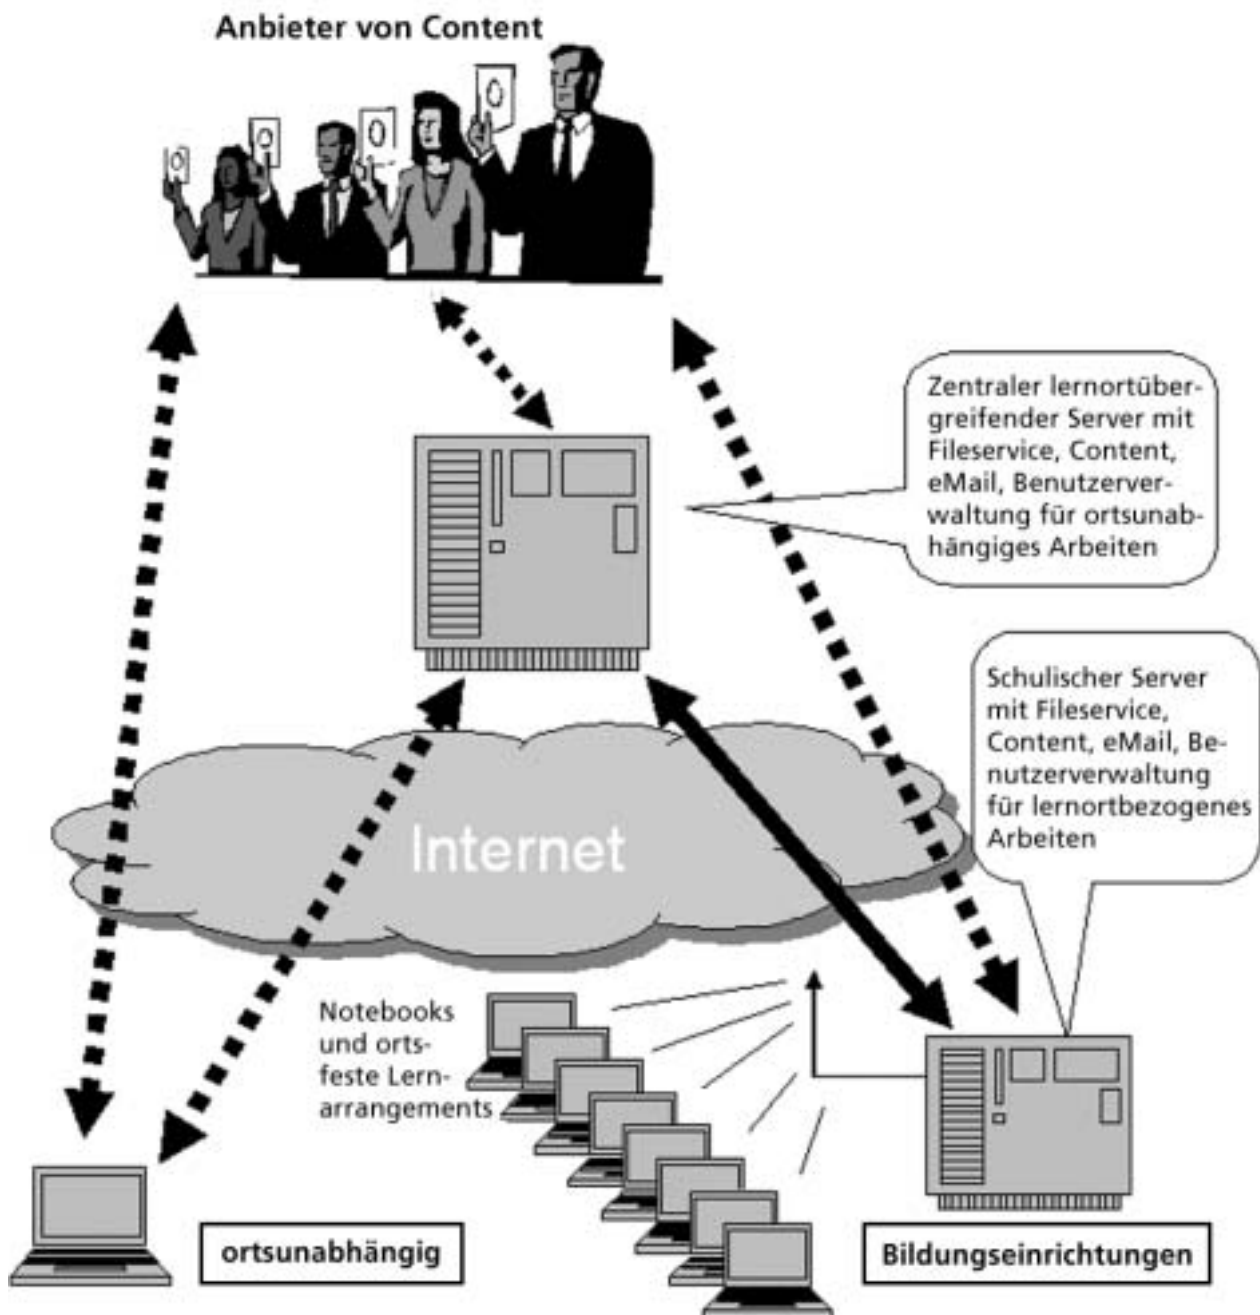 Anbieter von Content
Zentraler lernortüber-
greifender Server mit
Fileservice, Content,
eMail, Benutzerver-
waltung für ortsunab-
hängiges Arbeiten
Schulischer Server
mit Fileservice,
Content, eMail, Be-
nutzerverwaltung
für lernortbezogenes
Arbeiten
Internet
Notebooks
und orts-
feste Lern-
arrangements
ortsunabhängig
Bildungseinrichtungen